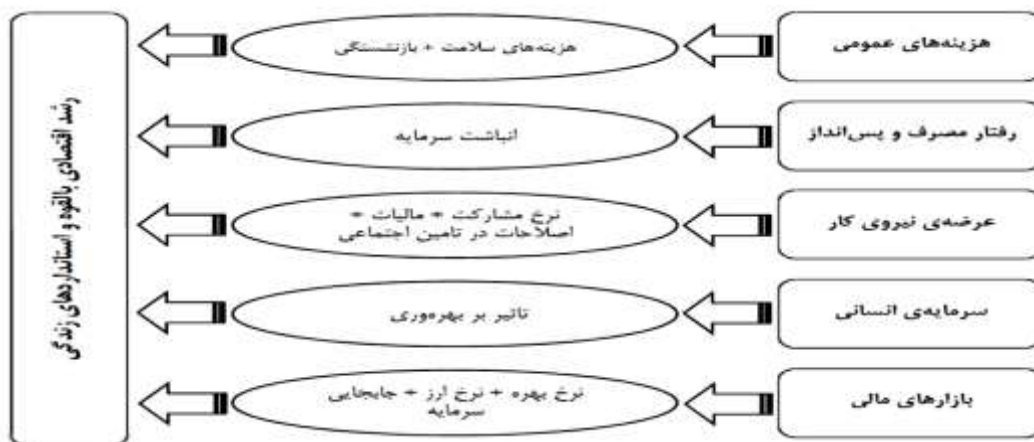 هزینه‌های عمومی
هزینه‌های سلامت + بازنشستگی
رفتار مصرف و پس‌انداز
انباشت سرمایه
عرضه‌ی نیروی کار
نرخ مشارکت + مالیات +
اصلاحات در تامین اجتماعی
سرمایه‌ی انسانی
تاثیر بر بهره‌وری
بازارهای مالی
نرخ بهره + نرخ ارز + جابجایی
سرمایه
رشد اقتصادی بالقوه و استانداردهای زندگی